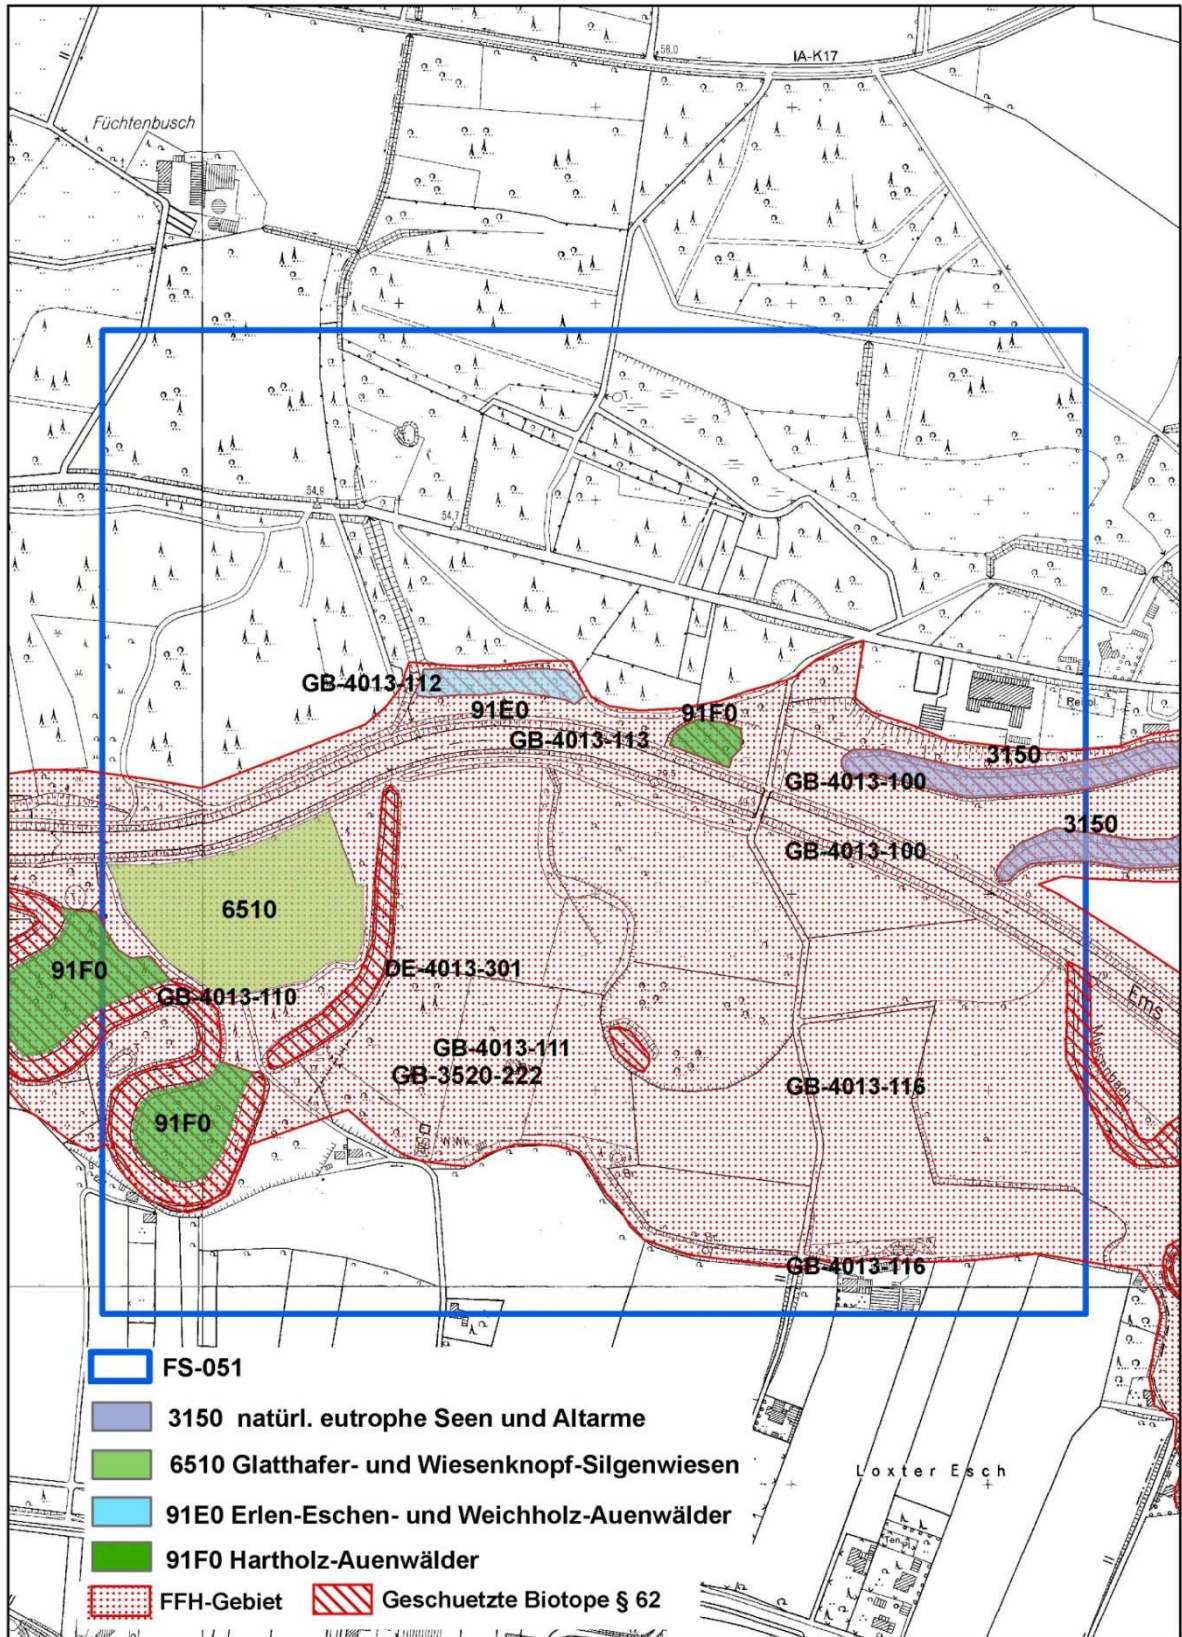 58,0
IA-K17
Füchtenbusch
54,9
54,7
GB-4013-112
91E0
91F0
GB-4013-113
3150
GB-4013-100
3150
GB-4013-100
49,3
6510
91F0
DE-4013-301
GB-4013-110
Ems
GB-4013-111
GB-3520-222
GB-4013-116
Mussenbach
91F0
Br.
GB-4013-116
FS-051
3150 natürl. eutrophe Seen und Altarme
6510 Glatthafer- und Wiesenknopf-Silgenwiesen
Loxter Esch
91E0 Erlen-Eschen- und Weichholz-Auenwälder
91F0 Hartholz-Auenwälder
FFH-Gebiet
Geschuetzte Biotope § 62